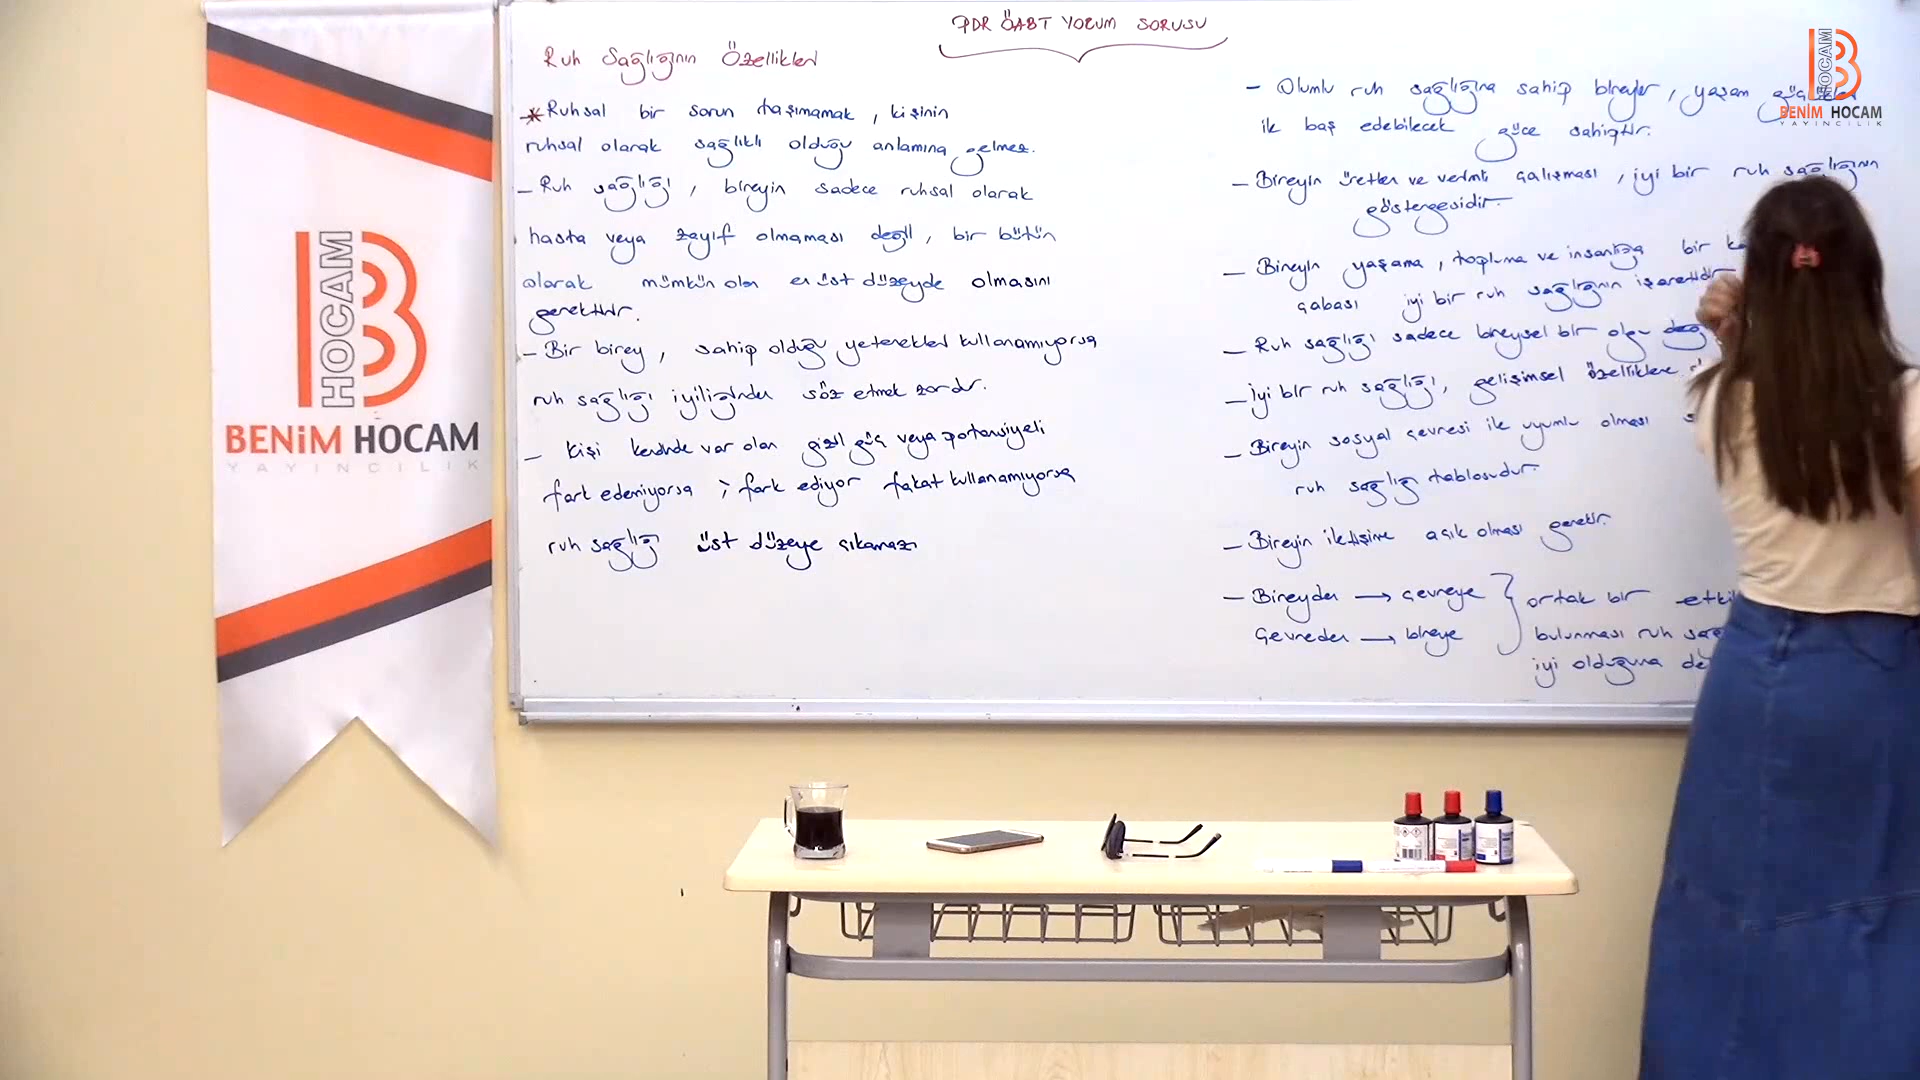 PDR ÖABT YORUM SORUSU
Ruh Sağlığının Özellikleri
* Ruhsal bir sorun taşımamak, kişinin
ruhsal olarak sağlıklı olduğu anlamına gelmez.
- Ruh sağlığı, bireyin sadece ruhsal olarak
hasta veya zayıf olmaması değil, bir bütün
olarak mümkün olan en üst düzeyde olmasını
gerektirir.
- Bir birey, sahip olduğu yetenekleri kullanamıyorsa
ruh sağlığı iyiliğinden söz etmek zordur.
- Kişi kendinde var olan gizil güç veya potansiyeli
fark edemiyorsa; fark ediyor fakat kullanamıyorsa
ruh sağlığı üst düzeye çıkamaz.
- Olumlu ruh sağlığına sahip bireyler, yaşam
ile baş edebilecek güce sahiptir.
- Bireyin üretken ve verimli çalışması, iyi bir ruh sağlığının
göstergesidir.
- Bireyin yaşama, topluma ve insanlığa bir
çabası iyi bir ruh sağlığının işaretidir
- Ruh sağlığı sadece bireysel bir olgu
- İyi bir ruh sağlığı, gelişimsel özelliklere
- Bireyin sosyal çevresi ile uyumlu olması
ruh sağlığı tablosudur.
- Bireyin iletişime açık olması gerekir.
- Bireyden → çevreye } ortak bir
Çevreden → bireye bulunması ruh
iyi olduğuna
HOCAM
B
BENİM HOCAM
YAYINCILIK
HOCAM
B
BENİM HOCAM
YAYINCILIK